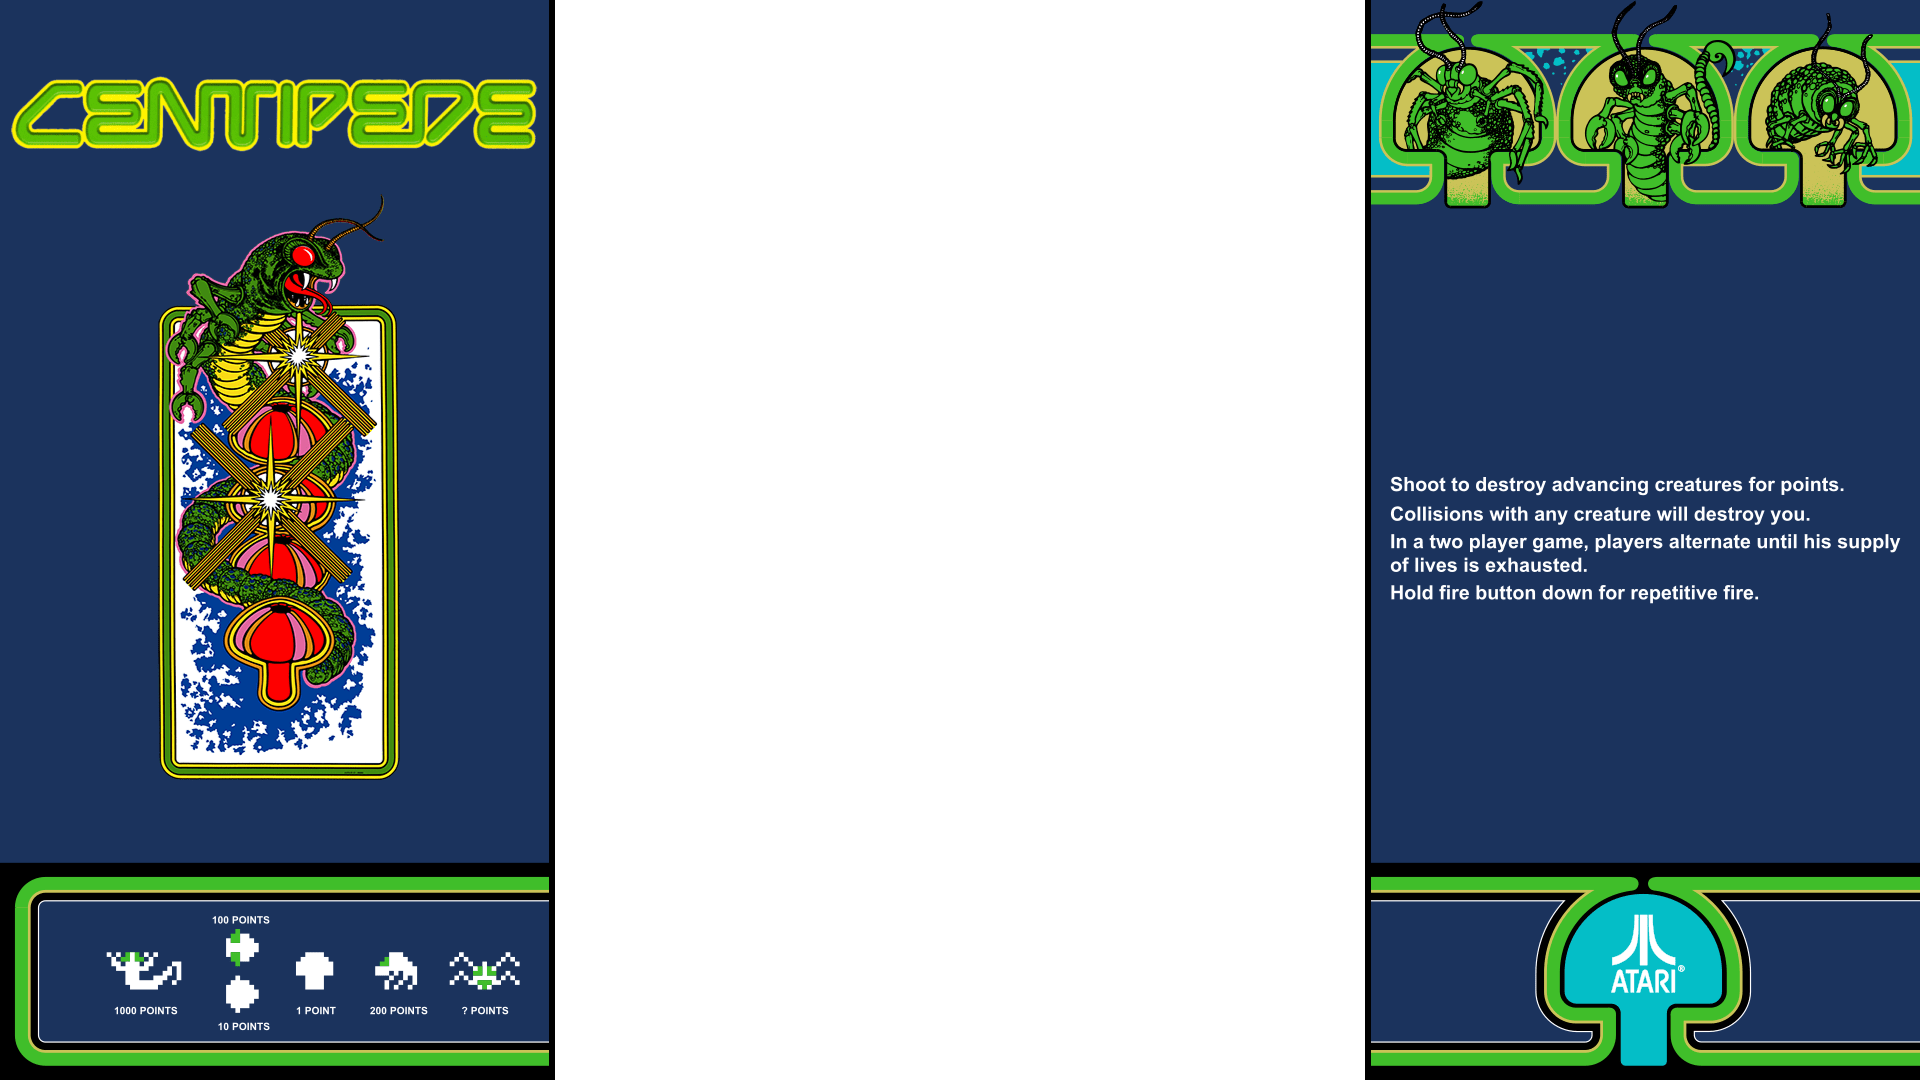 CENTIPEDE
100 POINTS
1000 POINTS
10 POINTS
1 POINT
200 POINTS
? POINTS
Shoot to destroy advancing creatures for points.
Collisions with any creature will destroy you.
In a two player game, players alternate until his supply
of lives is exhausted.
Hold fire button down for repetitive fire.
ATARI®